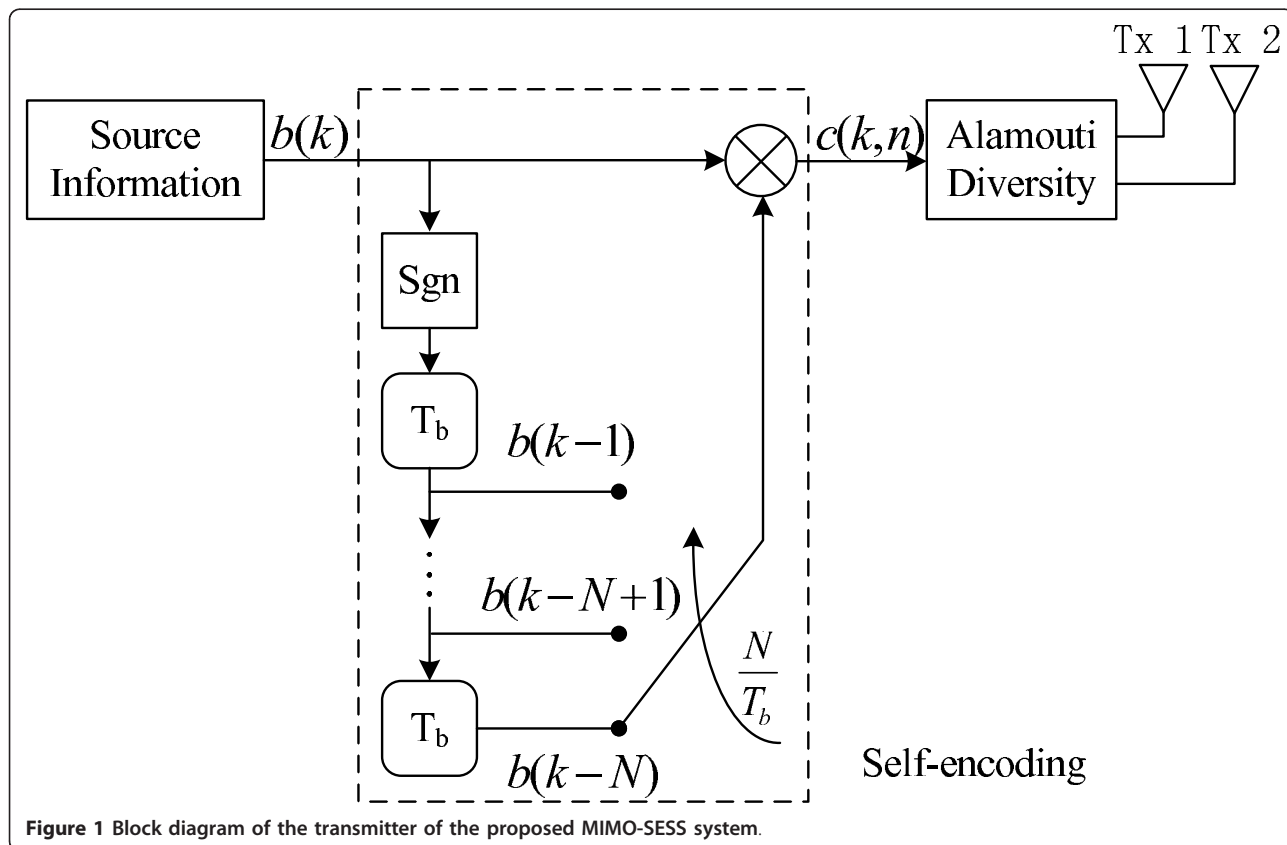 Tx 1 Tx 2
Source
Information
b(k)
c(k,n)
Alamouti
Diversity
Sgn
T_b
b(k−1)
⋮
b(k−N+1)
N
T_b
T_b
b(k−N)
Self-encoding
Figure 1 Block diagram of the transmitter of the proposed MIMO-SESS system.